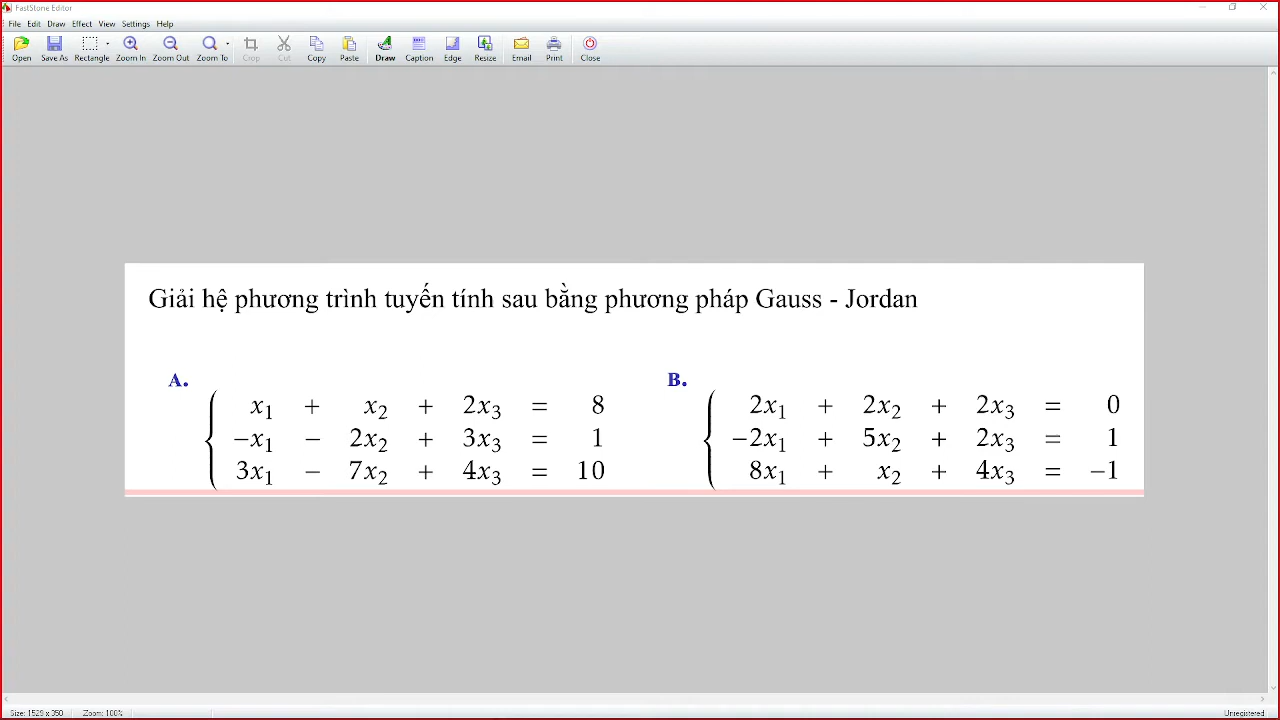 FastStone Editor
File Edit Draw Effect View Settings Help
Open Save As Rectangle Zoom In Zoom Out Zoom To Crop Cut Copy Paste Draw Caption Edge Resize Email Print Close
Giải hệ phương trình tuyến tính sau bằng phương pháp Gauss - Jordan
A.
x₁ + x₂ + 2x₃ = 8
−x₁ − 2x₂ + 3x₃ = 1
3x₁ − 7x₂ + 4x₃ = 10
B.
2x₁ + 2x₂ + 2x₃ = 0
−2x₁ + 5x₂ + 2x₃ = 1
8x₁ + x₂ + 4x₃ = −1
Size: 1529 x 350 Zoom: 100% Unregistered